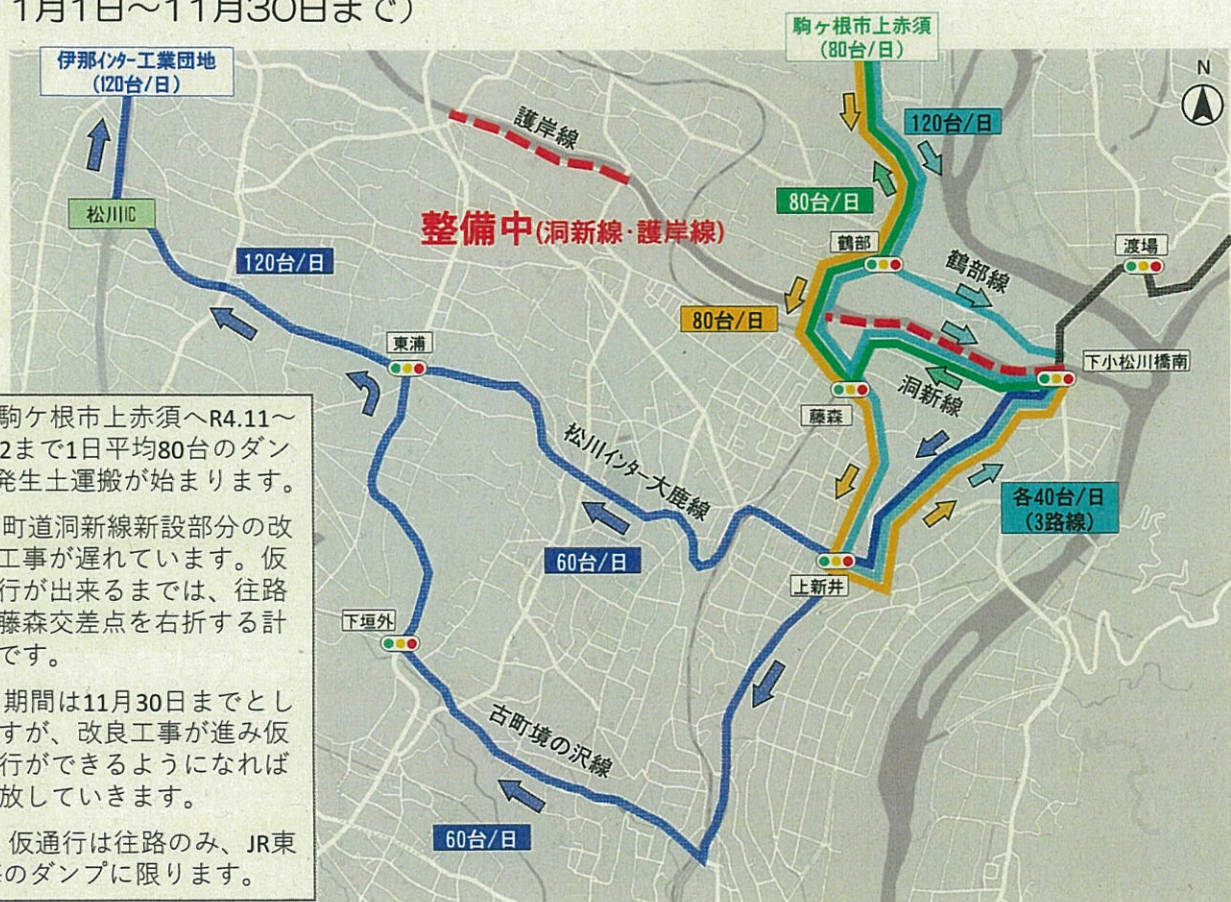 1月1日～11月30日まで）
駒ヶ根市上赤須
(80台/日)
伊那インター工業団地
(120台/日)
N
護岸線
120台/日
80台/日
松川IC
整備中(洞新線・護岸線)
鶴部
渡場
120台/日
鶴部線
80台/日
東浦
下小松川橋南
洞新線
藤森
松川インター大鹿線
各40台/日
(3路線)
60台/日
上新井
下垣外
古町境の沢線
60台/日
駒ケ根市上赤須へR4.11～
2まで1日平均80台のダン
発生土運搬が始まります。
町道洞新線新設部分の改
工事が遅れています。仮
行が出来るまでは、往路
藤森交差点を右折する計
です。
期間は11月30日までとし
すが、改良工事が進み仮
行ができるようになれば
放していきます。
仮通行は往路のみ、JR東
のダンプに限ります。